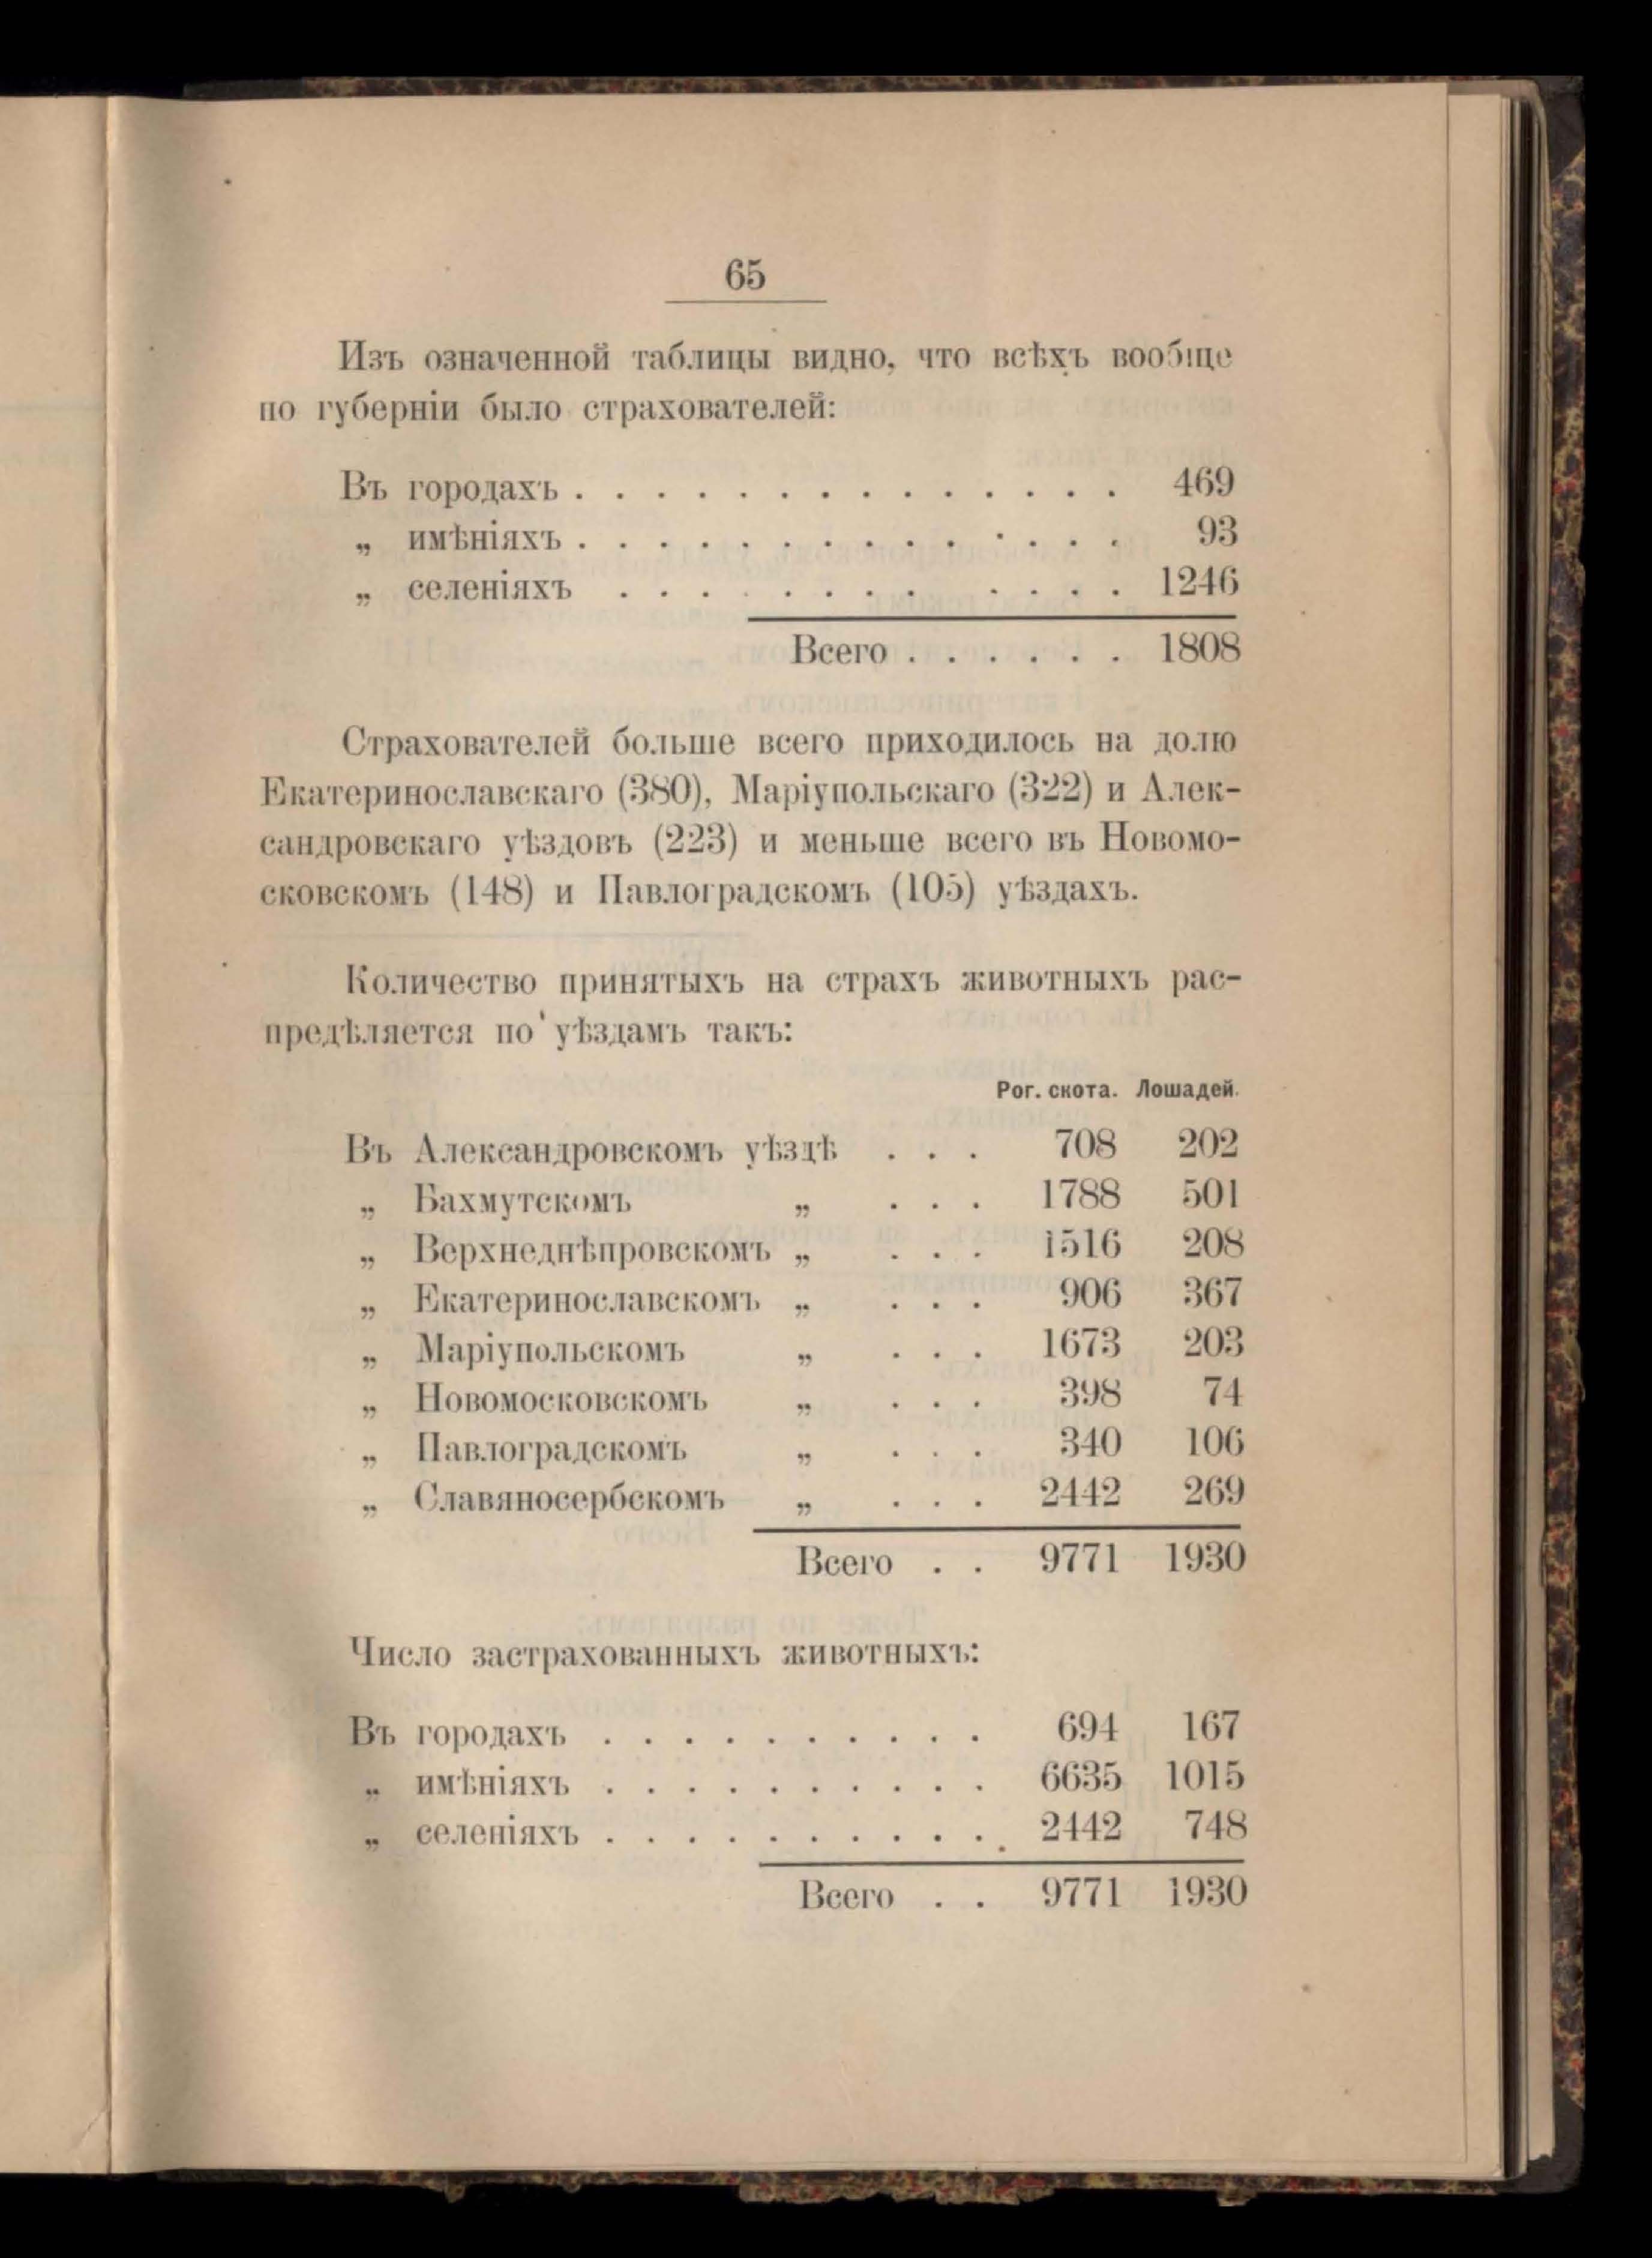 65
Изъ означенной таблицы видно, что всѣхъ вообще
по губерніи было страхователей:
Въ городахъ . . . . . . . . . . . . . . 469
„ имѣніяхъ . . . . . . . . . . . . . . 93
„ селеніяхъ . . . . . . . . . . . . 1246
Всего . . . . . . 1808
Страхователей больше всего приходилось на долю
Екатеринославскаго (380), Маріупольскаго (322) и Алек-
сандровскаго уѣздовъ (223) и меньше всего въ Новомо-
сковскомъ (148) и Павлоградскомъ (105) уѣздахъ.
Количество принятыхъ на страхъ животныхъ рас-
предѣляется по уѣздамъ такъ:
Рог. скота. Лошадей.
Въ Александровскомъ уѣздѣ . . . 708 202
„ Бахмутскомъ „ . . . 1788 501
„ Верхнеднѣпровскомъ „ . . . 1516 208
„ Екатеринославскомъ „ . . . 906 367
„ Маріупольскомъ „ . . . 1673 203
„ Новомосковскомъ „ . . . 398 74
„ Павлоградскомъ „ . . . 340 106
„ Славяносербскомъ „ . . . 2442 269
Всего . . 9771 1930
Число застрахованныхъ животныхъ:
Въ городахъ . . . . . . . . . . 694 167
„ имѣніяхъ . . . . . . . . . . 6635 1015
„ селеніяхъ . . . . . . . . . . 2442 748
Всего . . 9771 1930